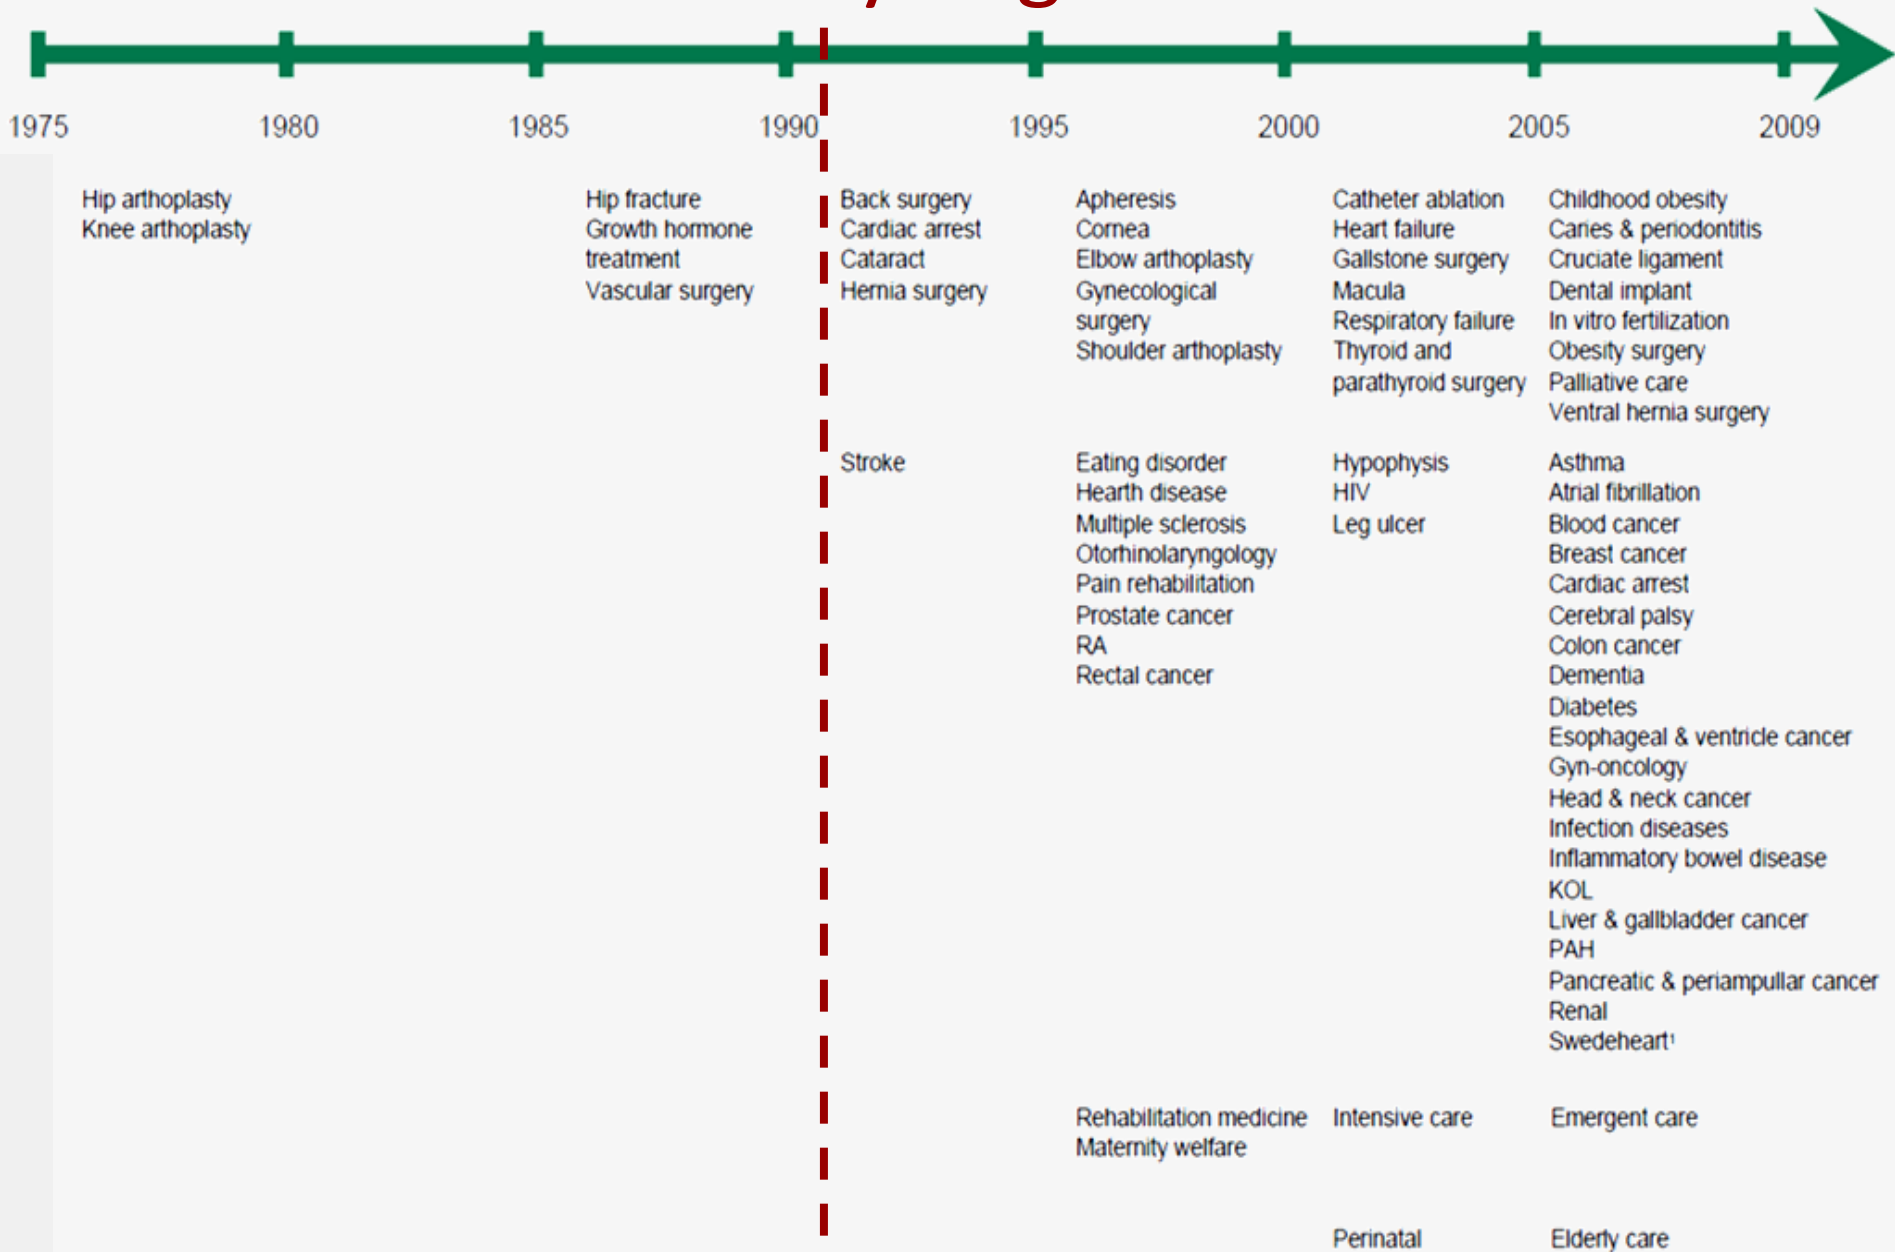 1975 1980 1985 1990 1995 2000 2005 2009
Hip arthoplasty
Knee arthoplasty
Hip fracture
Growth hormone
treatment
Vascular surgery
Back surgery
Cardiac arrest
Cataract
Hernia surgery
Apheresis
Cornea
Elbow arthoplasty
Gynecological
surgery
Shoulder arthoplasty
Catheter ablation
Heart failure
Gallstone surgery
Macula
Respiratory failure
Thyroid and
parathyroid surgery
Childhood obesity
Caries & periodontitis
Cruciate ligament
Dental implant
In vitro fertilization
Obesity surgery
Palliative care
Ventral hernia surgery
Stroke
Eating disorder
Hearth disease
Multiple sclerosis
Otorhinolaryngology
Pain rehabilitation
Prostate cancer
RA
Rectal cancer
Hypophysis
HIV
Leg ulcer
Asthma
Atrial fibrillation
Blood cancer
Breast cancer
Cardiac arrest
Cerebral palsy
Colon cancer
Dementia
Diabetes
Esophageal & ventricle cancer
Gyn-oncology
Head & neck cancer
Infection diseases
Inflammatory bowel disease
KOL
Liver & gallbladder cancer
PAH
Pancreatic & periampullar cancer
Renal
Swedeheart¹
Rehabilitation medicine
Maternity welfare
Intensive care
Emergent care
Perinatal
Elderly care